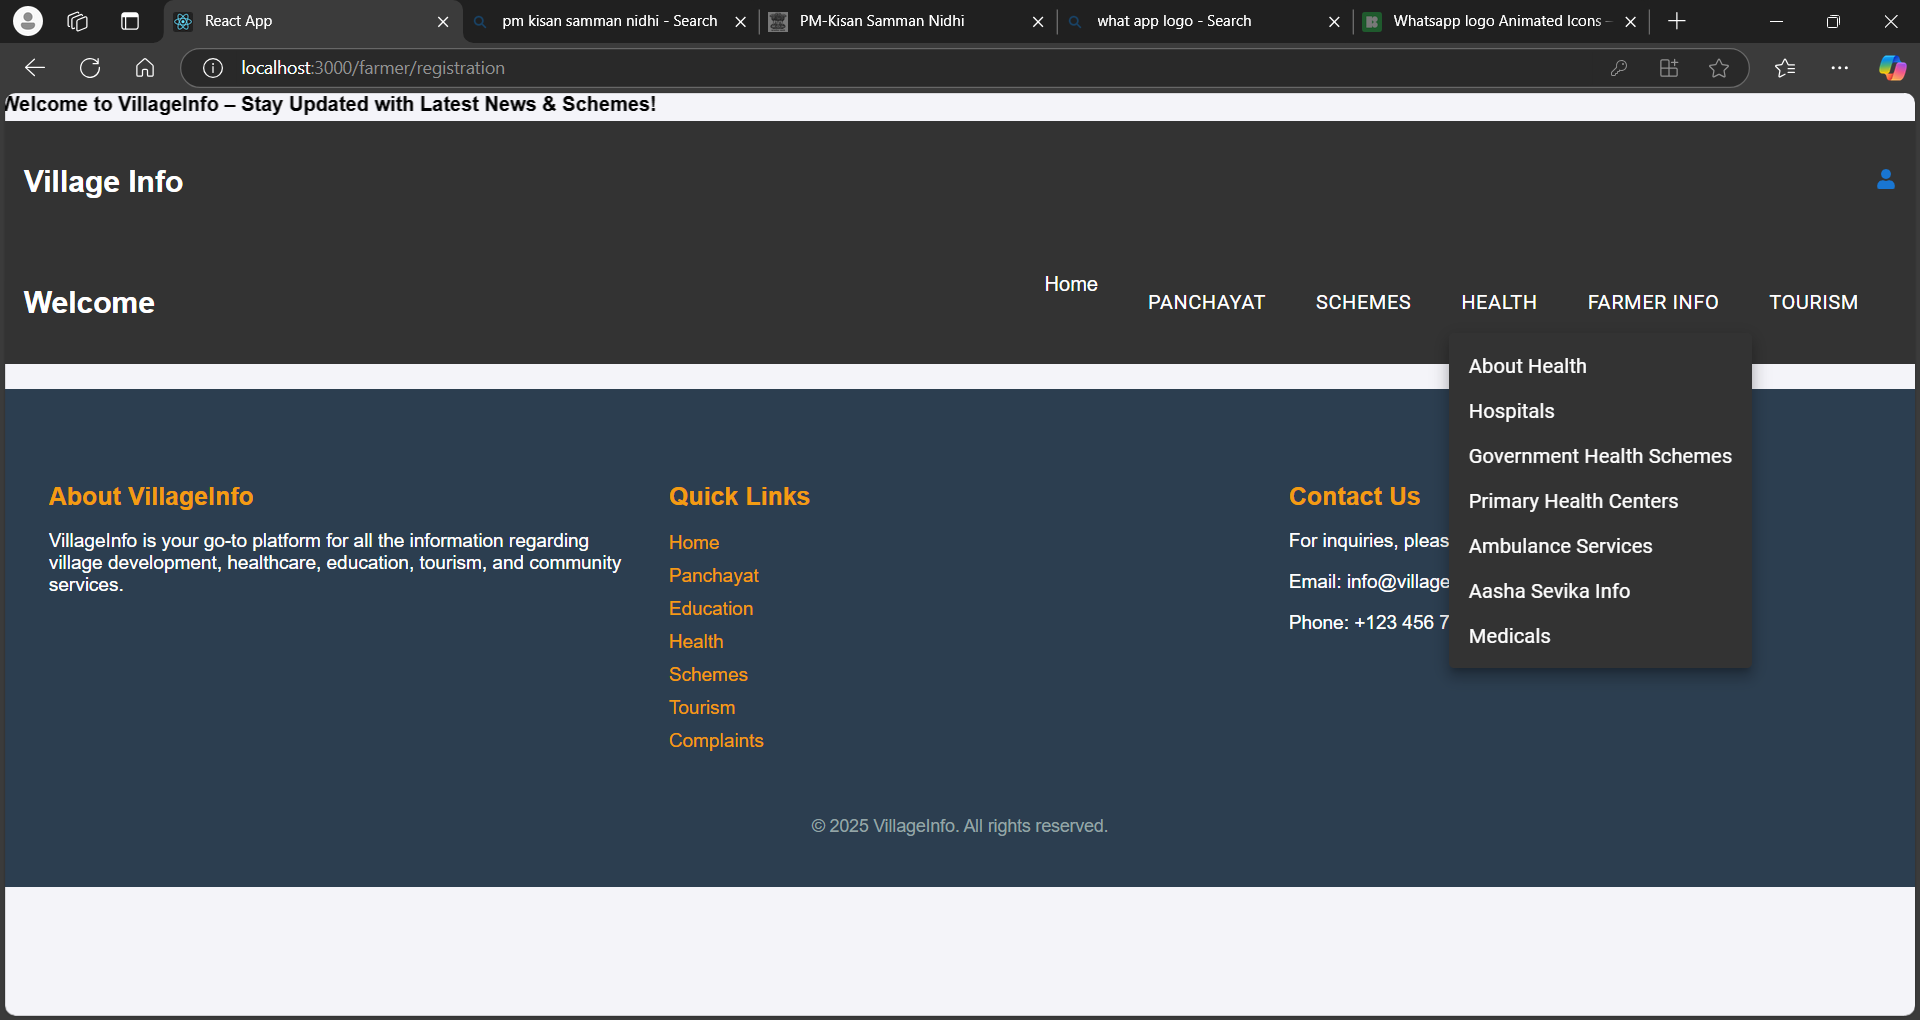 React App
pm kisan samman nidhi - Search
PM-Kisan Samman Nidhi
what app logo - Search
Whatsapp logo Animated Icons -
localhost:3000/farmer/registration
Welcome to VillageInfo – Stay Updated with Latest News & Schemes!
Village Info
Welcome
Home
PANCHAYAT
SCHEMES
HEALTH
FARMER INFO
TOURISM
About Health
Hospitals
Government Health Schemes
Primary Health Centers
Ambulance Services
Aasha Sevika Info
Medicals
About VillageInfo
VillageInfo is your go-to platform for all the information regarding
village development, healthcare, education, tourism, and community
services.
Quick Links
Home
Panchayat
Education
Health
Schemes
Tourism
Complaints
Contact Us
For inquiries, pleas
Email: info@village
Phone: +123 456 7
© 2025 VillageInfo. All rights reserved.